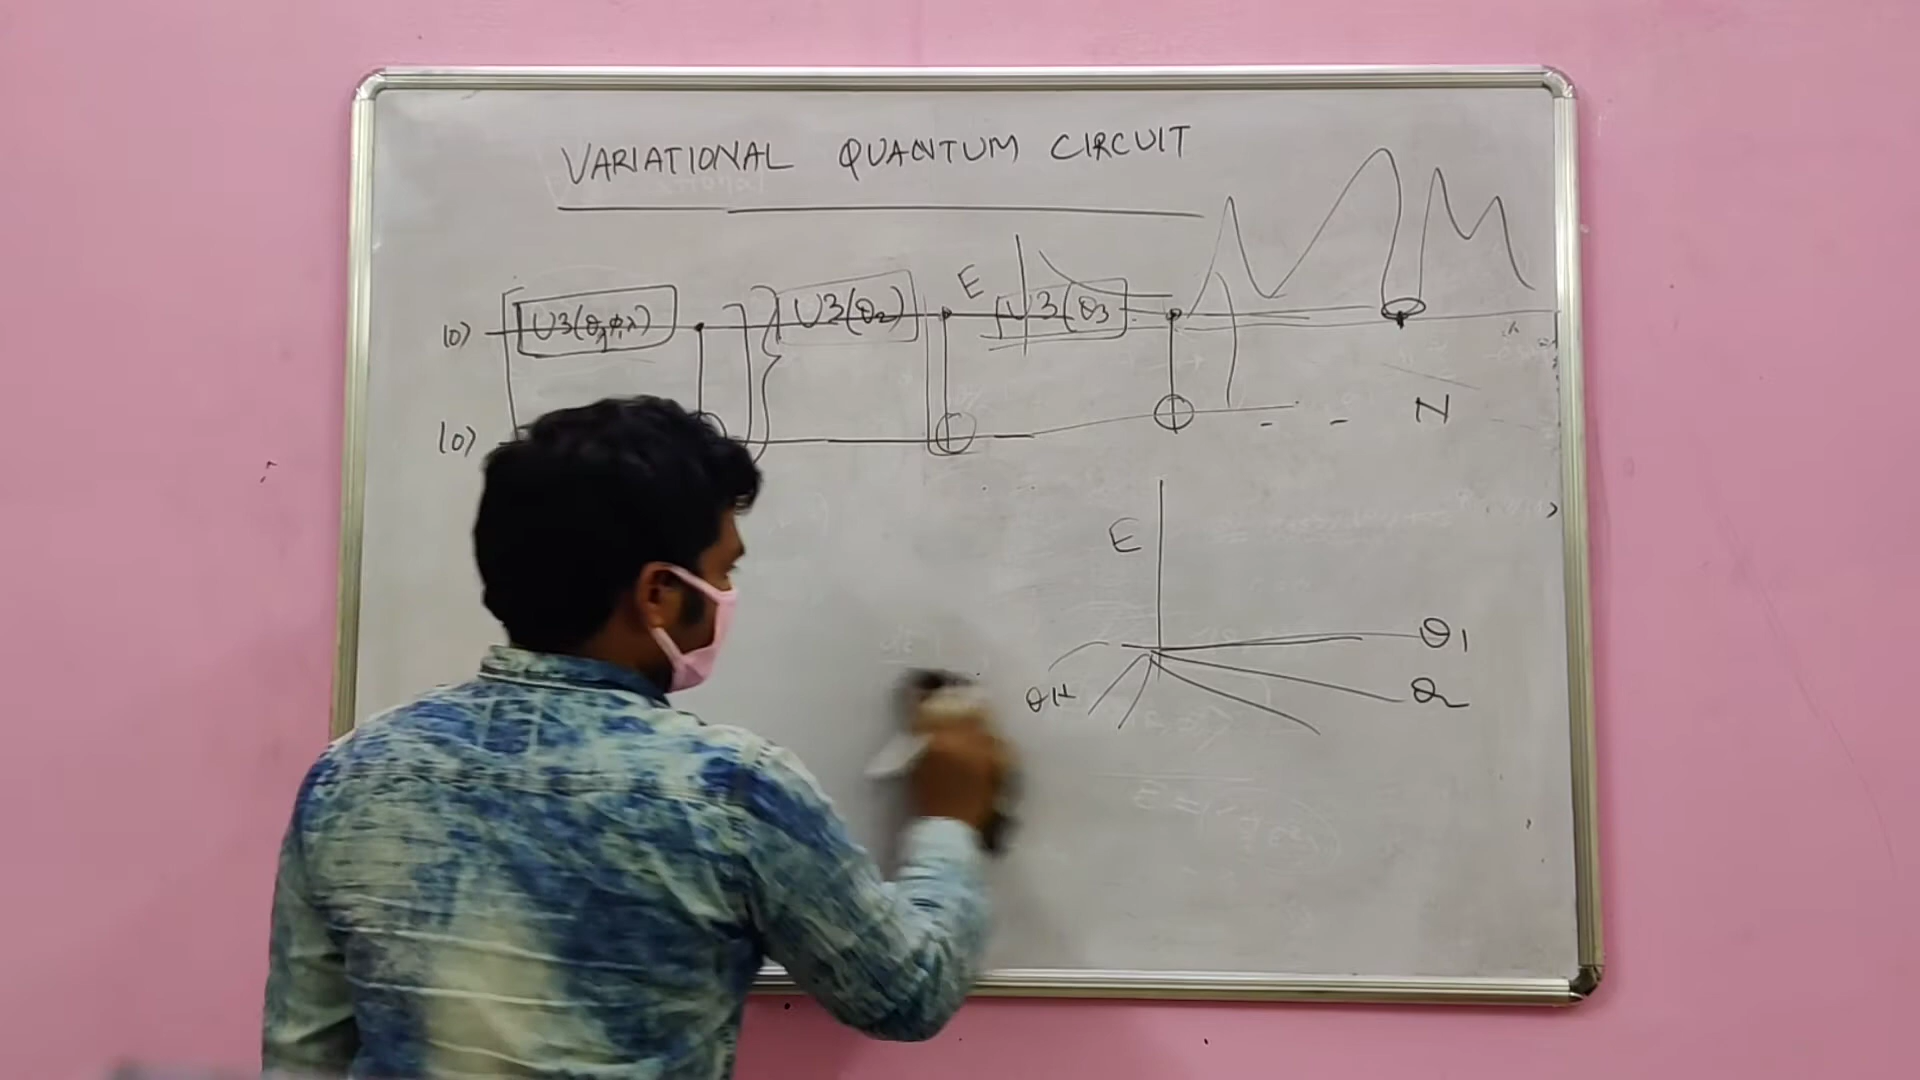 VARIATIONAL QUANTUM CIRCUIT
|0⟩ U3(θ,φ,λ) U3(θ2) E U3(θ3
|0⟩ - - N
E
θ1
θ2
θN